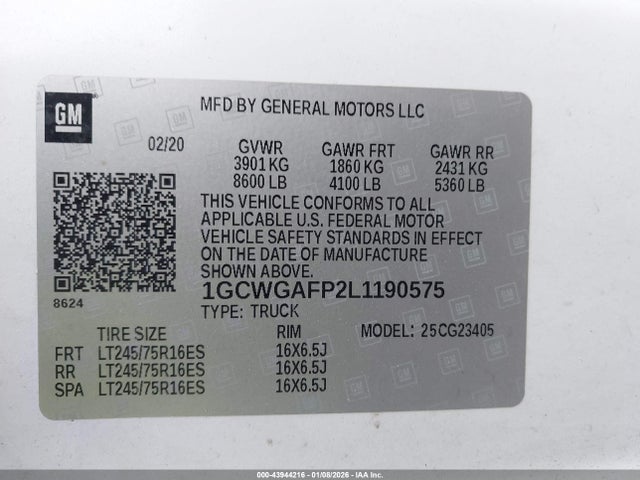 GM
MFD BY GENERAL MOTORS LLC
02/20 GVWR GAWR FRT GAWR RR
3901 KG 1860 KG 2431 KG
8600 LB 4100 LB 5360 LB
THIS VEHICLE CONFORMS TO ALL
APPLICABLE U.S. FEDERAL MOTOR
VEHICLE SAFETY STANDARDS IN EFFECT
ON THE DATE OF MANUFACTURE
SHOWN ABOVE.
8624
1GCWGAFP2L1190575
TYPE: TRUCK
TIRE SIZE RIM MODEL: 25CG23405
FRT LT245/75R16ES 16X6.5J
RR LT245/75R16ES 16X6.5J
SPA LT245/75R16ES 16X6.5J
000-43944216 - 01/08/2026 - IAA Inc.